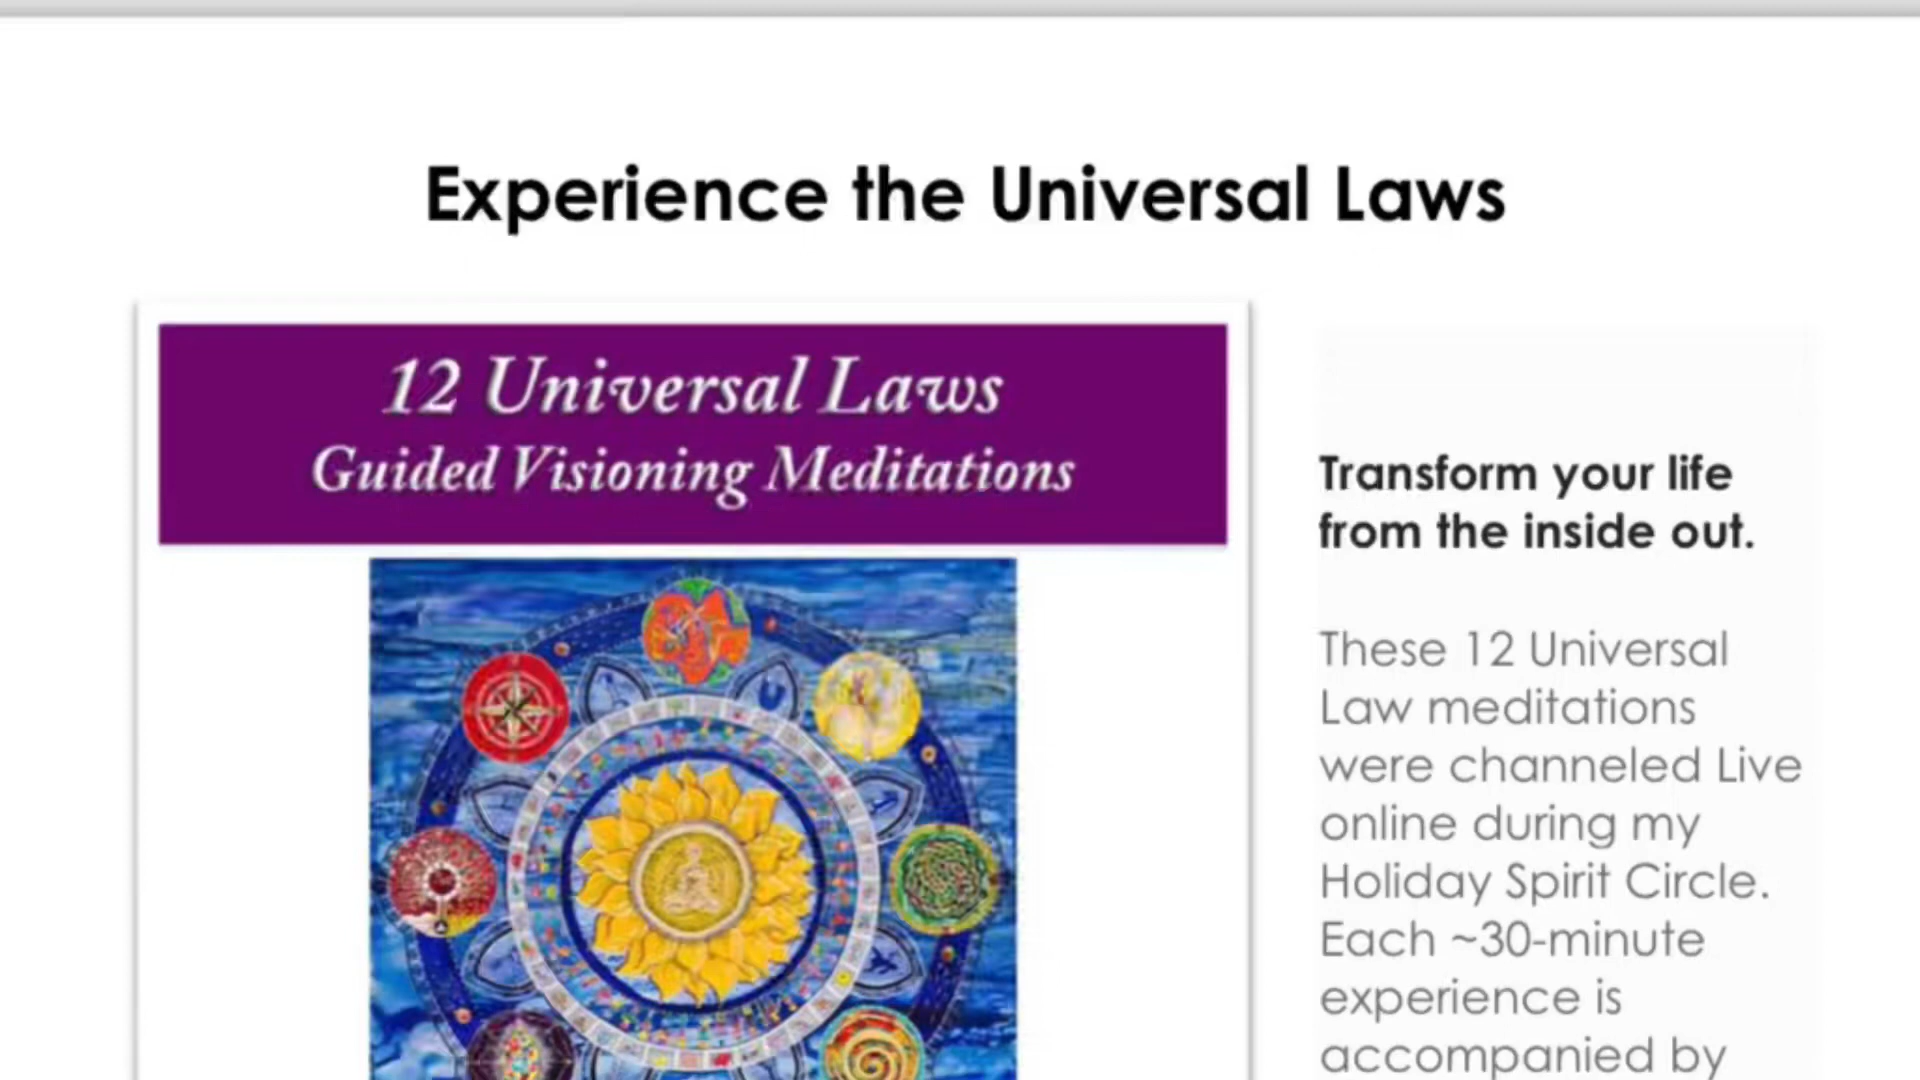 Experience the Universal Laws
12 Universal Laws
Guided Visioning Meditations
Transform your life
from the inside out.
These 12 Universal
Law meditations
were channeled Live
online during my
Holiday Spirit Circle.
Each ~30-minute
experience is
accompanied by